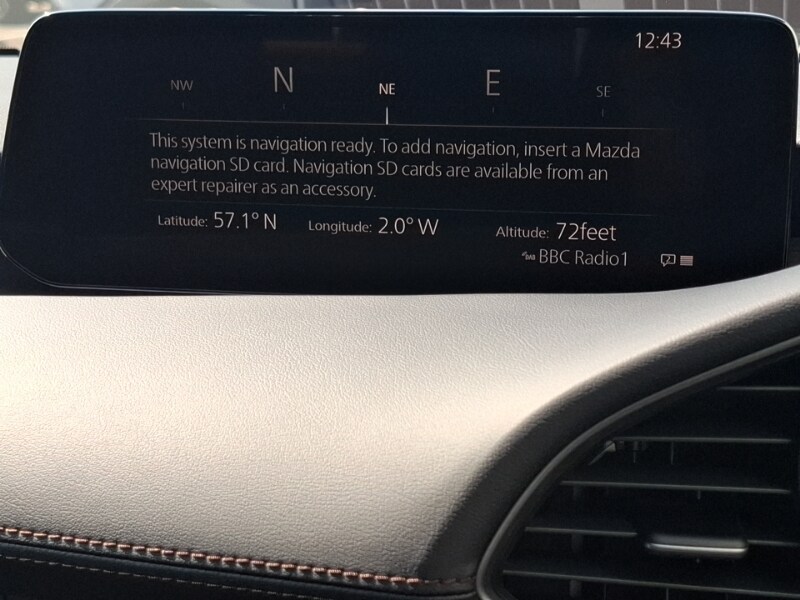 12:43
NW N NE E SE
This system is navigation ready. To add navigation, insert a Mazda
navigation SD card. Navigation SD cards are available from an
expert repairer as an accessory.
Latitude: 57.1° N Longitude: 2.0° W Altitude: 72feet
DAB BBC Radio1